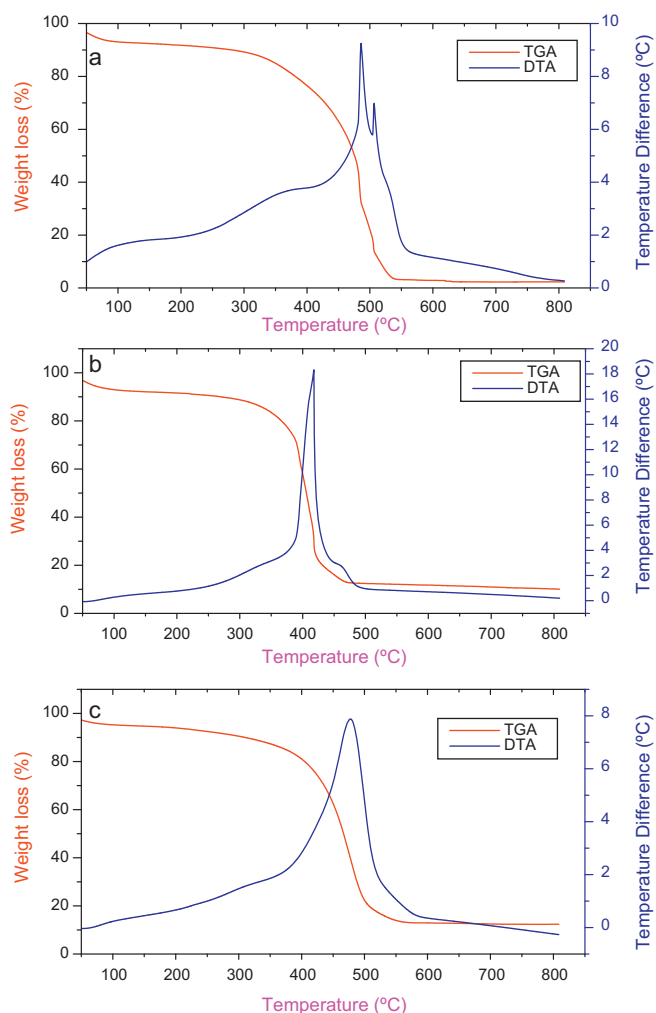 a
TGA
DTA
Weight loss (%)
Temperature Difference (ºC)
100
80
60
40
20
0
10
8
6
4
2
0
100 200 300 400 500 600 700 800
Temperature (ºC)
b
TGA
DTA
Weight loss (%)
Temperature Difference (ºC)
100
80
60
40
20
0
20
18
16
14
12
10
8
6
4
2
0
100 200 300 400 500 600 700 800
Temperature (ºC)
c
TGA
DTA
Weight loss (%)
Temperature Difference (ºC)
100
80
60
40
20
0
8
6
4
2
0
100 200 300 400 500 600 700 800
Temperature (ºC)